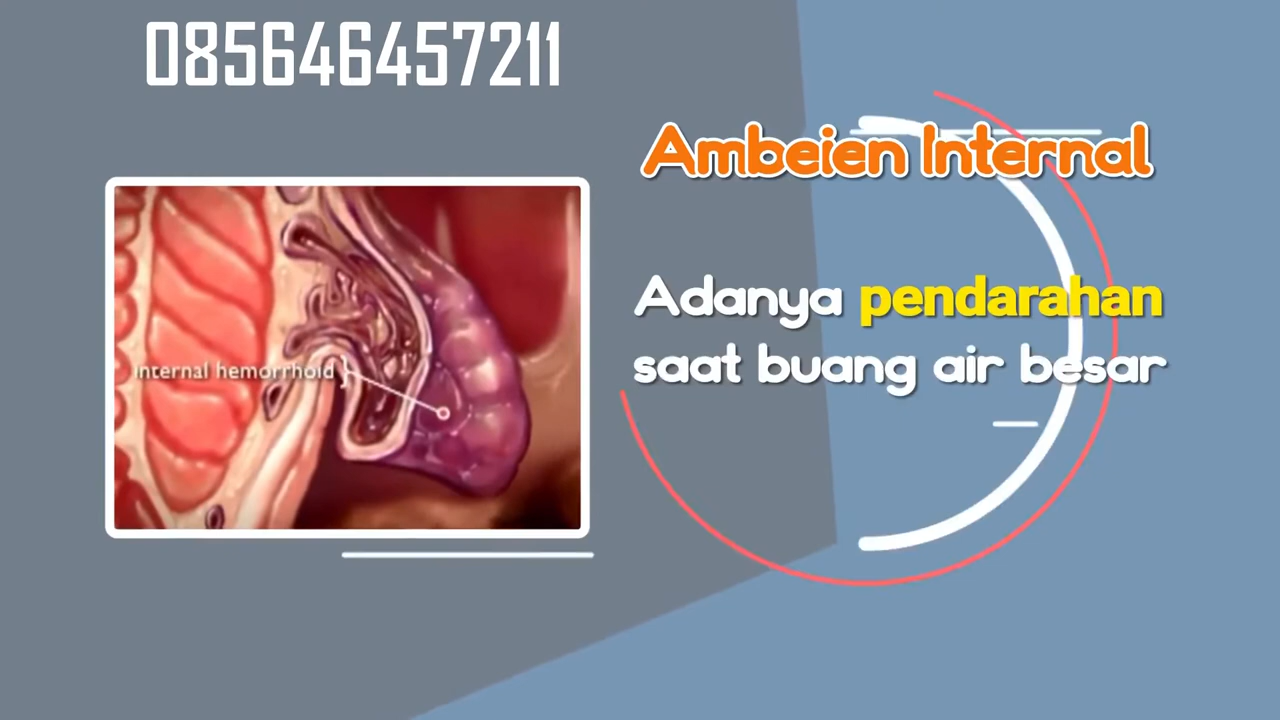 085646457211
Ambeien Internal
Adanya pendarahan
saat buang air besar
internal hemorrhoid